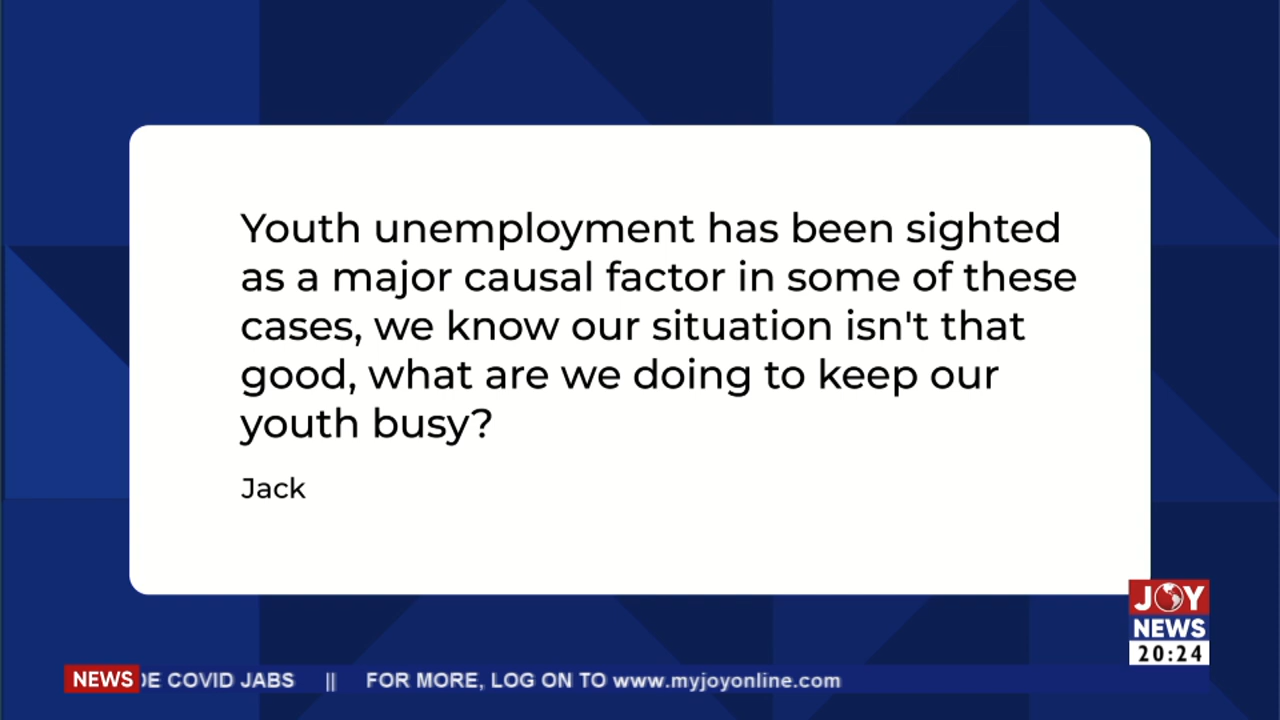 Youth unemployment has been sighted
as a major causal factor in some of these
cases, we know our situation isn't that
good, what are we doing to keep our
youth busy?
Jack
JOY
NEWS
20:24
NEWS DE COVID JABS || FOR MORE, LOG ON TO www.myjoyonline.com